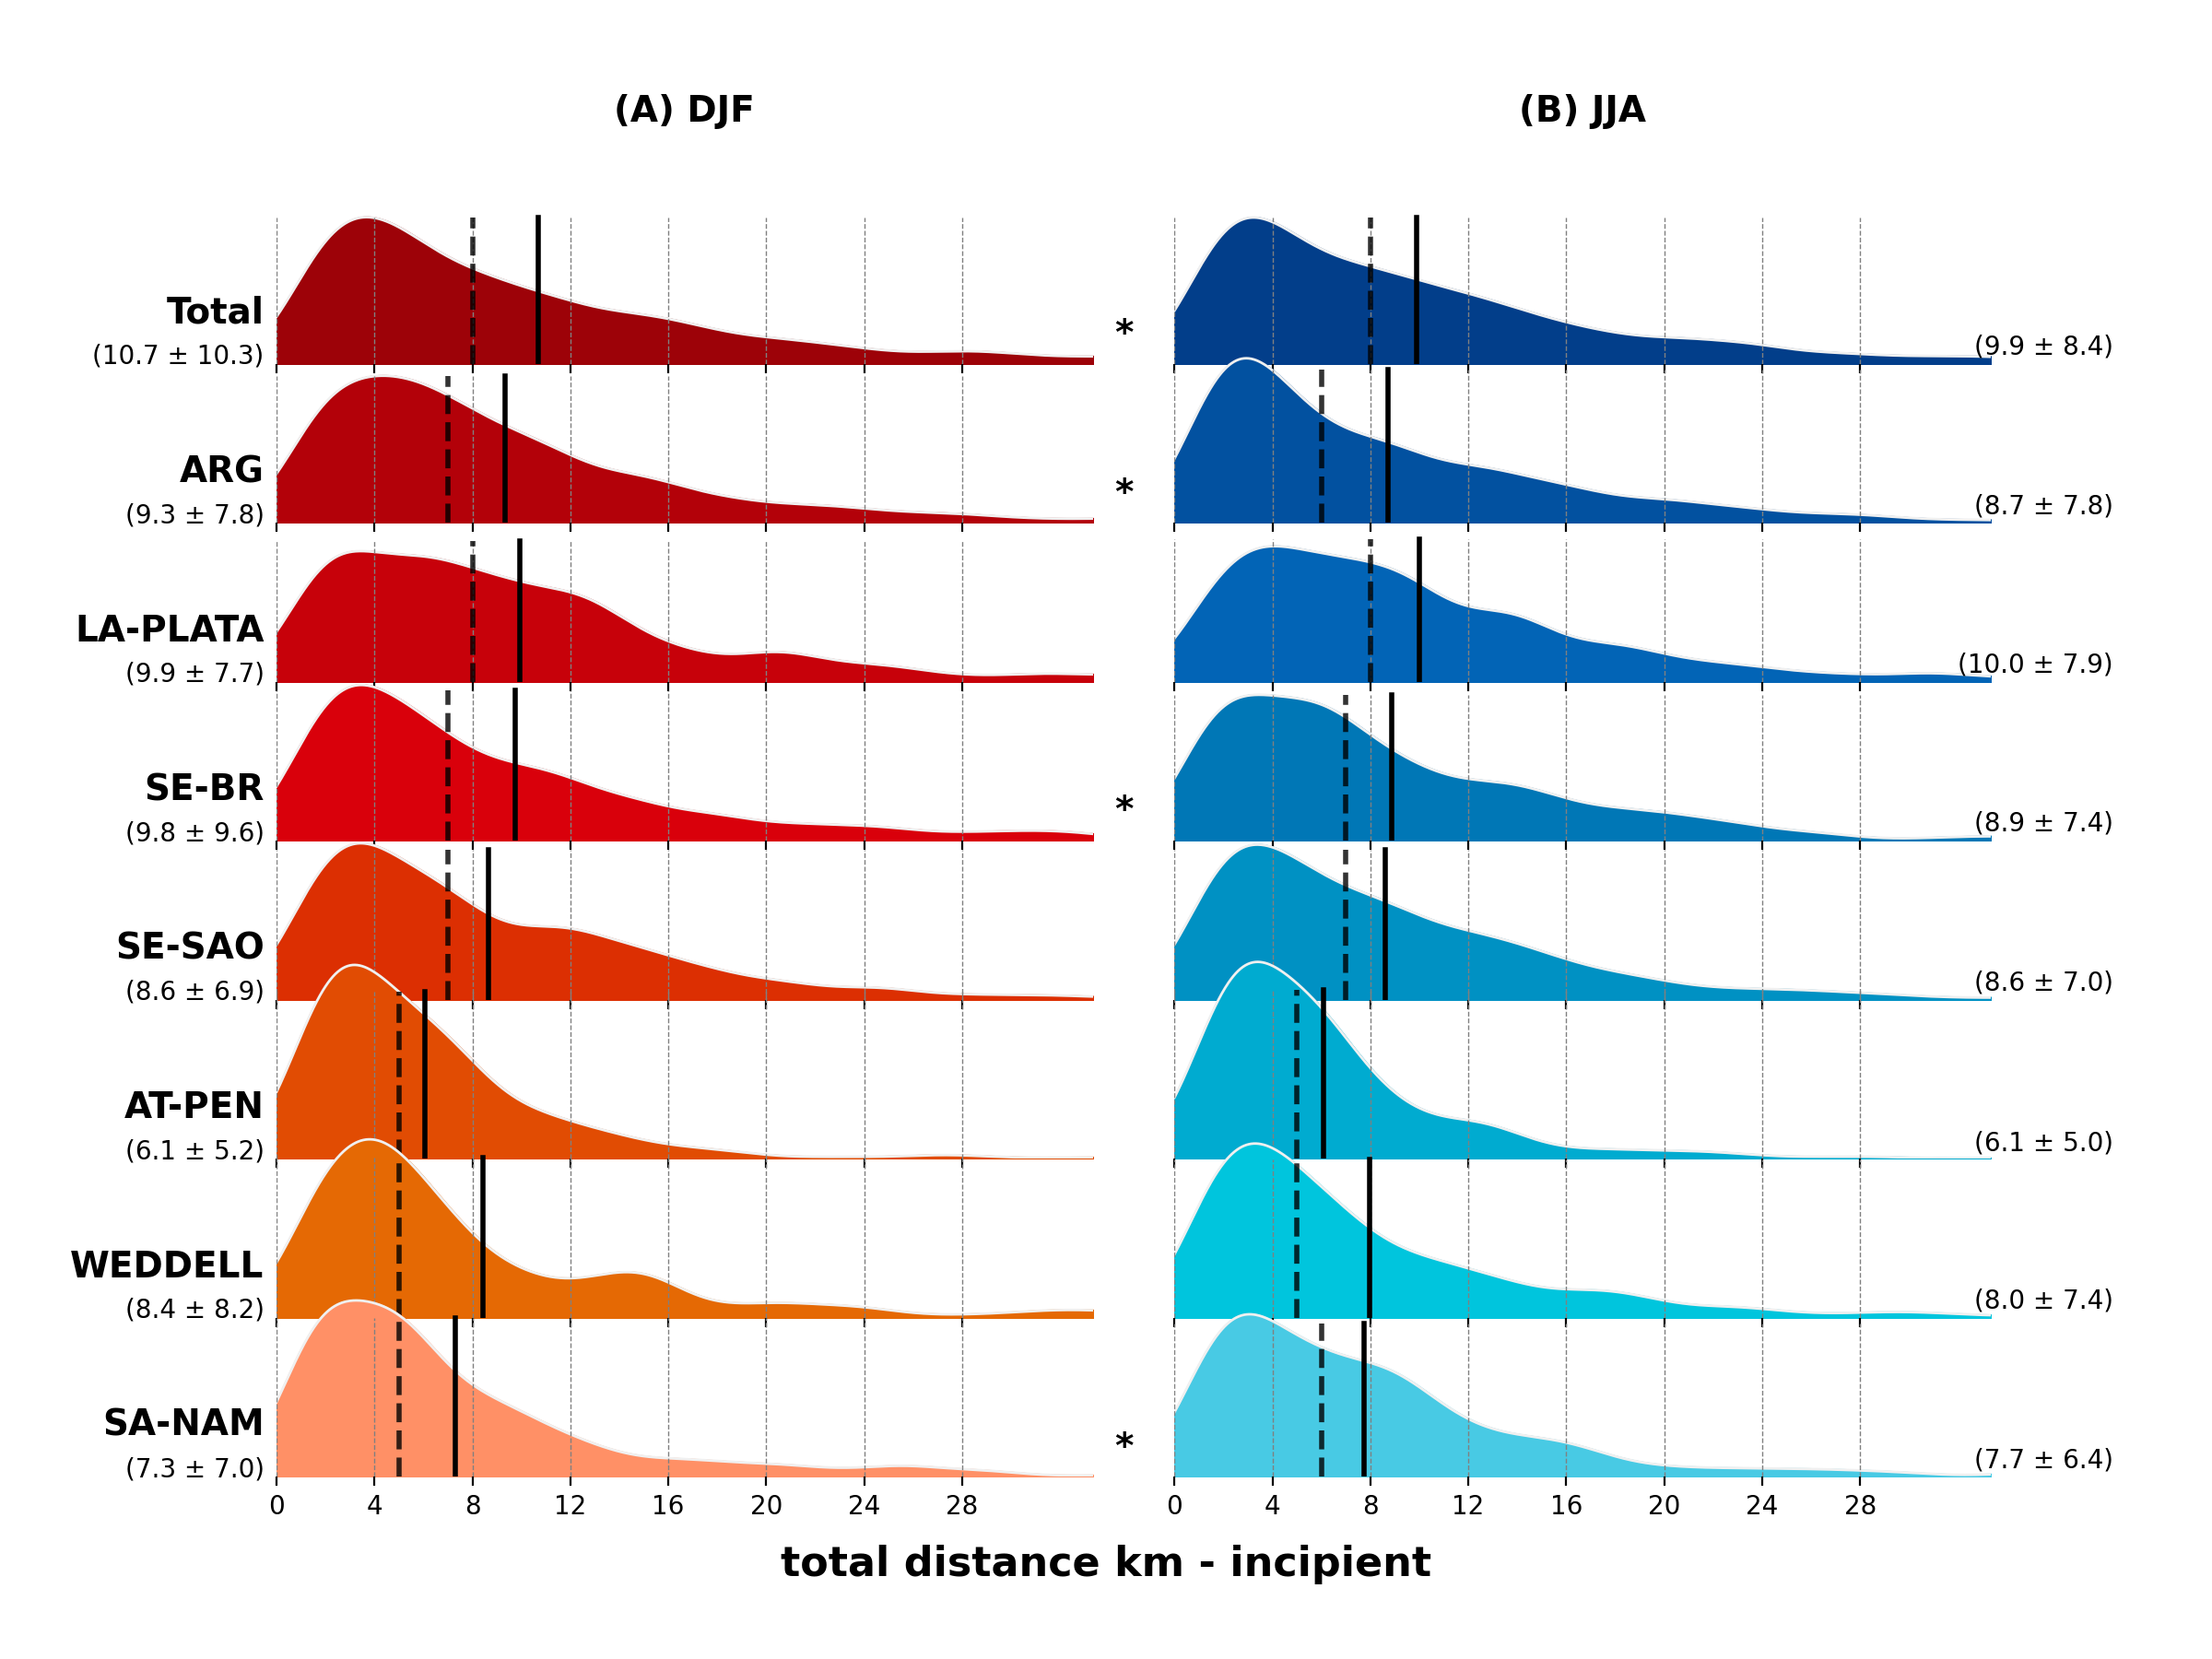 (A) DJF
(B) JJA
Total
(10.7 ± 10.3)
*
(9.9 ± 8.4)
ARG
(9.3 ± 7.8)
*
(8.7 ± 7.8)
LA-PLATA
(9.9 ± 7.7)
(10.0 ± 7.9)
SE-BR
(9.8 ± 9.6)
*
(8.9 ± 7.4)
SE-SAO
(8.6 ± 6.9)
(8.6 ± 7.0)
AT-PEN
(6.1 ± 5.2)
(6.1 ± 5.0)
WEDDELL
(8.4 ± 8.2)
(8.0 ± 7.4)
SA-NAM
(7.3 ± 7.0)
*
(7.7 ± 6.4)
0 4 8 12 16 20 24 28
0 4 8 12 16 20 24 28
total distance km - incipient